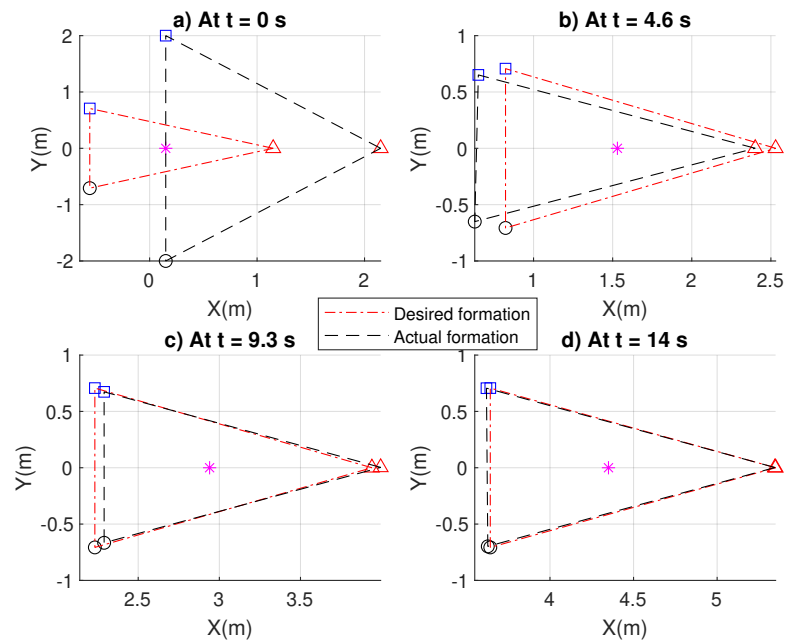 a) At t = 0 s
2
1
0
-1
-2
Y(m)
0
1
2
X(m)
b) At t = 4.6 s
1
0.5
0
-0.5
-1
Y(m)
1
1.5
2
2.5
X(m)
Desired formation
Actual formation
c) At t = 9.3 s
1
0.5
0
-0.5
-1
Y(m)
2.5
3
3.5
X(m)
d) At t = 14 s
1
0.5
0
-0.5
-1
Y(m)
4
4.5
5
X(m)